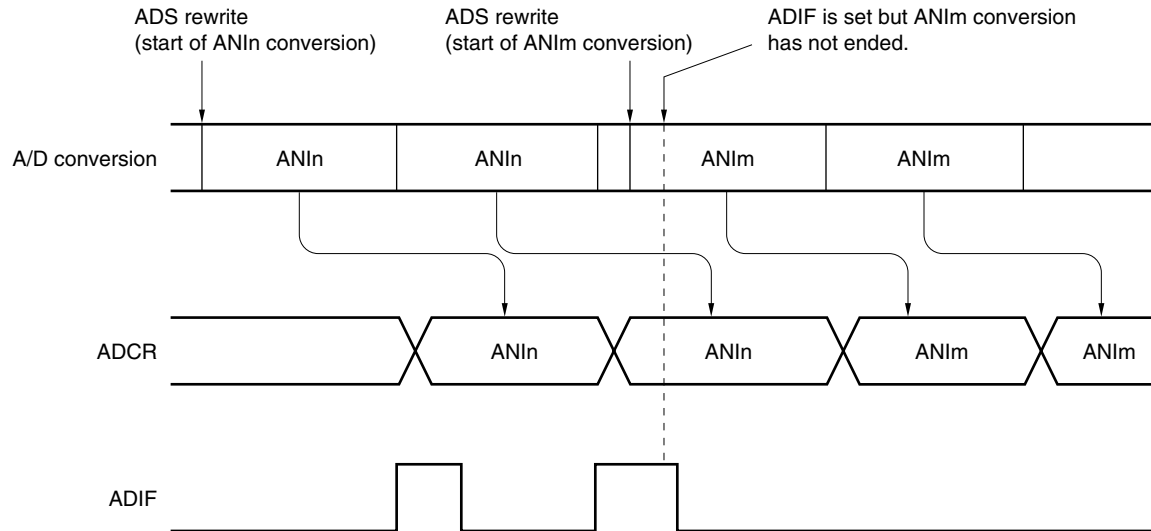 ADS rewrite
(start of ANIn conversion)
ADS rewrite
(start of ANIm conversion)
ADIF is set but ANIm conversion
has not ended.
A/D conversion
ANIn
ANIn
ANIm
ANIm
ADCR
ANIn
ANIn
ANIm
ANIm
ADIF